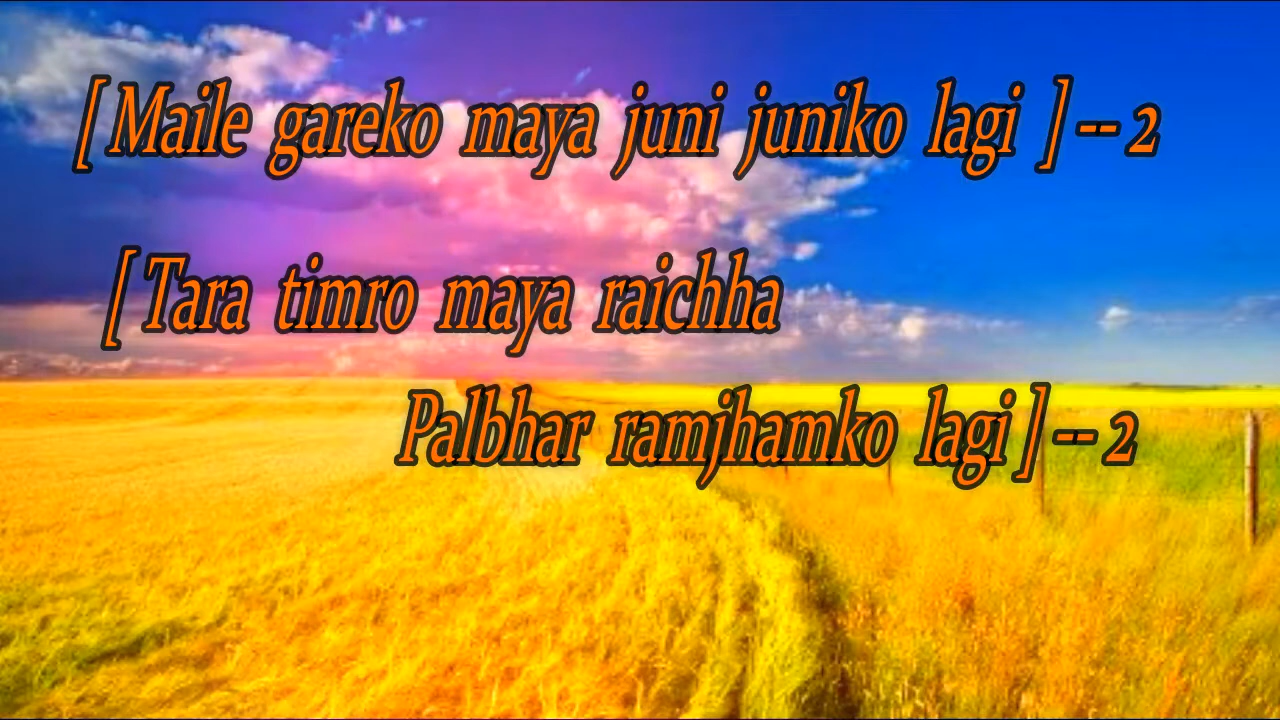 [ Maile gareko maya juni juniko lagi ] -- 2
[ Tara timro maya raichha
Palbhar ramjhamko lagi ] -- 2